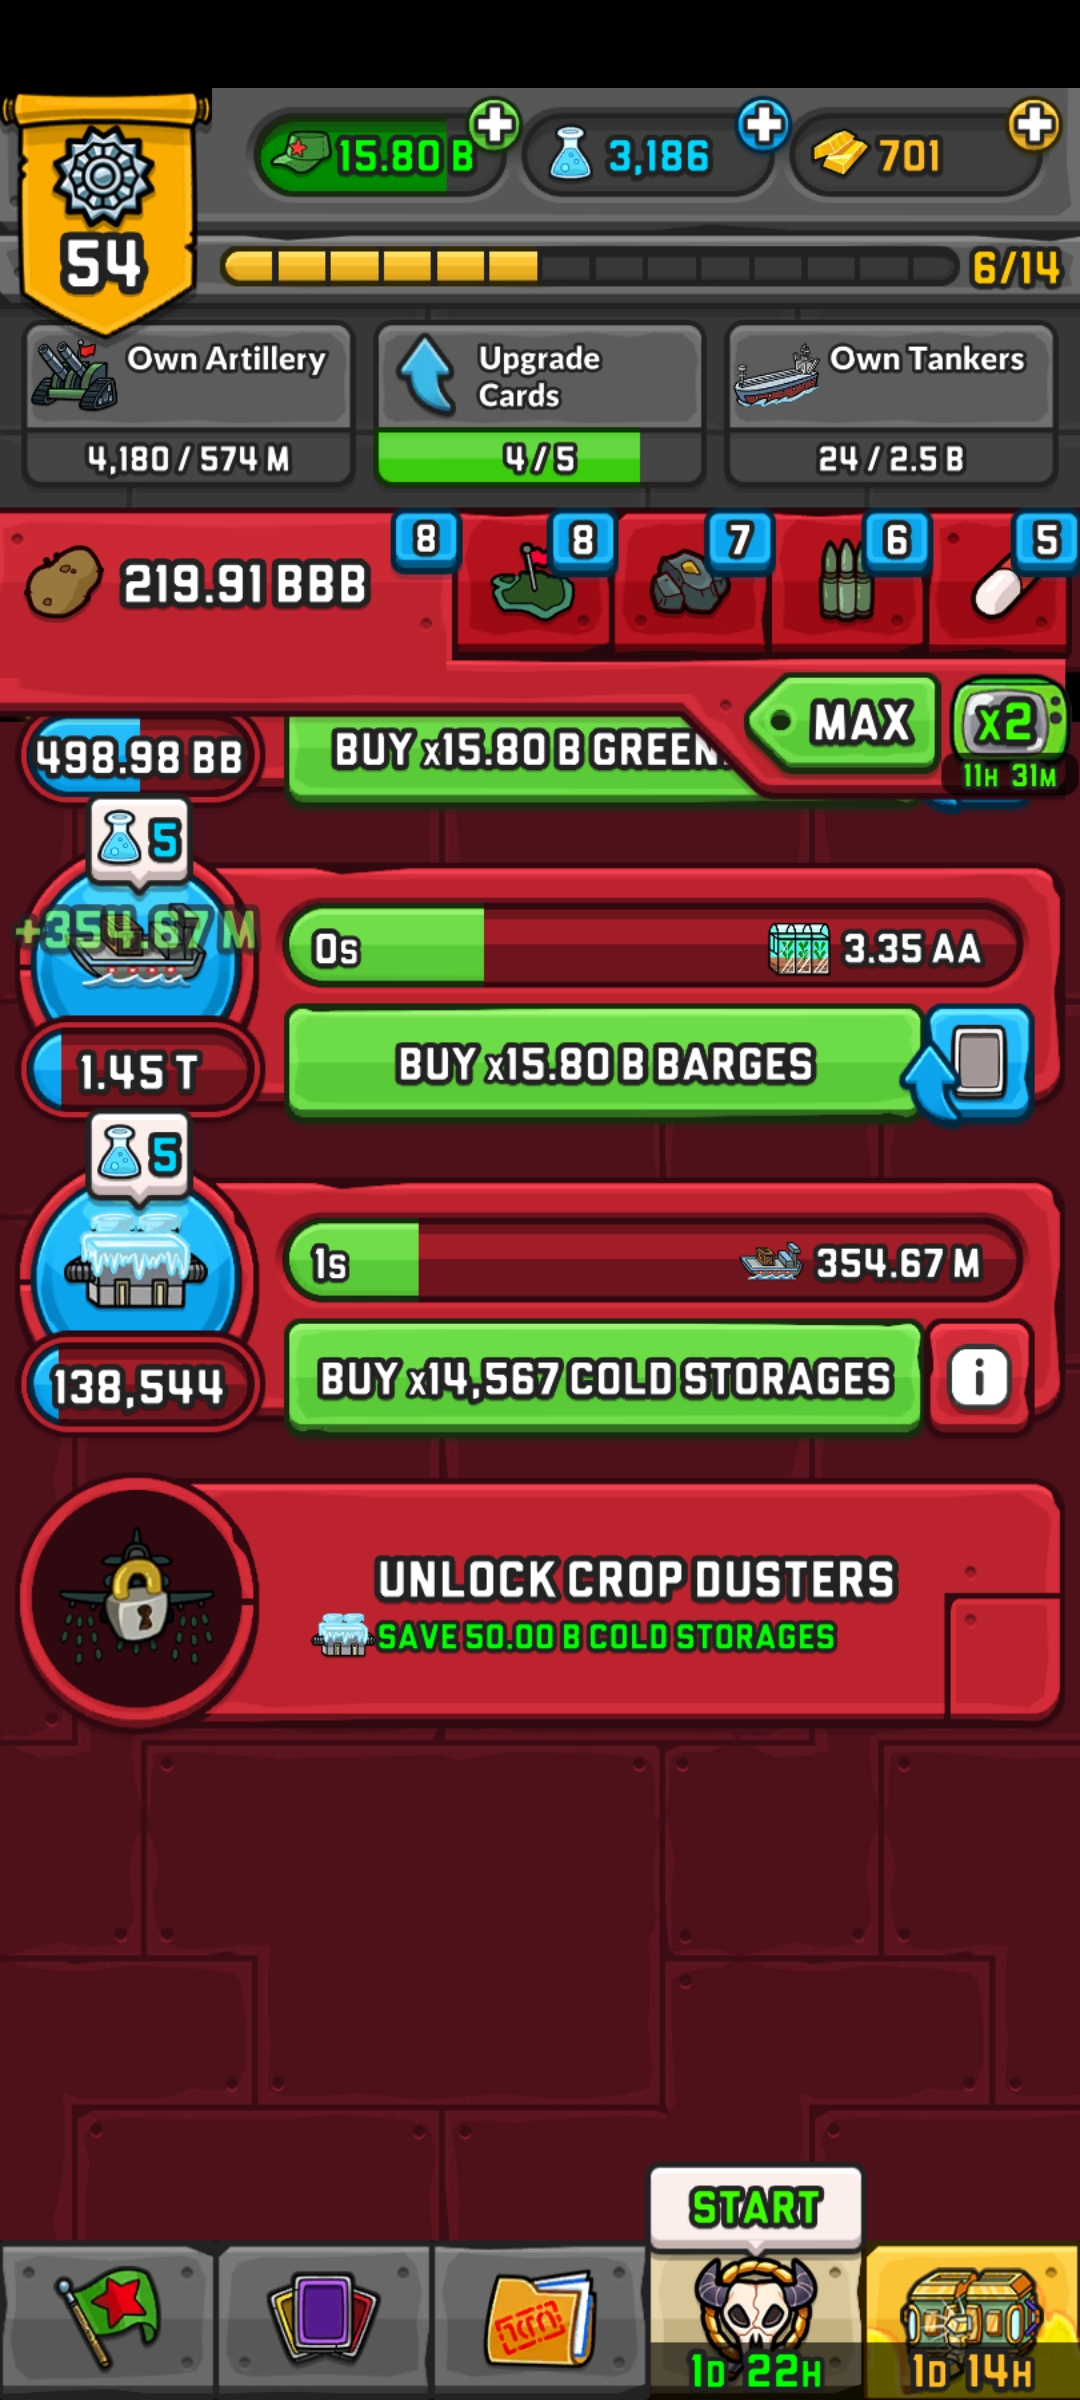 15.80 B
3,186
701
54
6/14
Own Artillery
4,180 / 574 M
Upgrade
Cards
4/5
Own Tankers
24 / 2.5 B
219.91 BBB
8
8
7
6
5
MAX
X2
11H 31M
498.98 BB
BUY x15.80 B GREEN
5
+354.67 M
0s
3.35 AA
1.45 T
BUY x15.80 B BARGES
5
1s
354.67 M
138,544
BUY x14,567 COLD STORAGES
i
UNLOCK CROP DUSTERS
SAVE 50.00 B COLD STORAGES
START
1D 22H
1D 14H